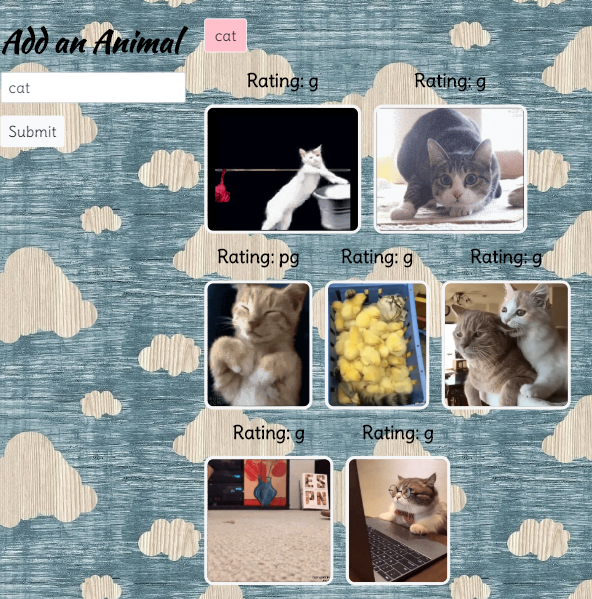 Add an Animal
cat
Submit
cat
Rating: g
Rating: g
Rating: pg
Rating: g
Rating: g
Rating: g
Rating: g
ES
PN